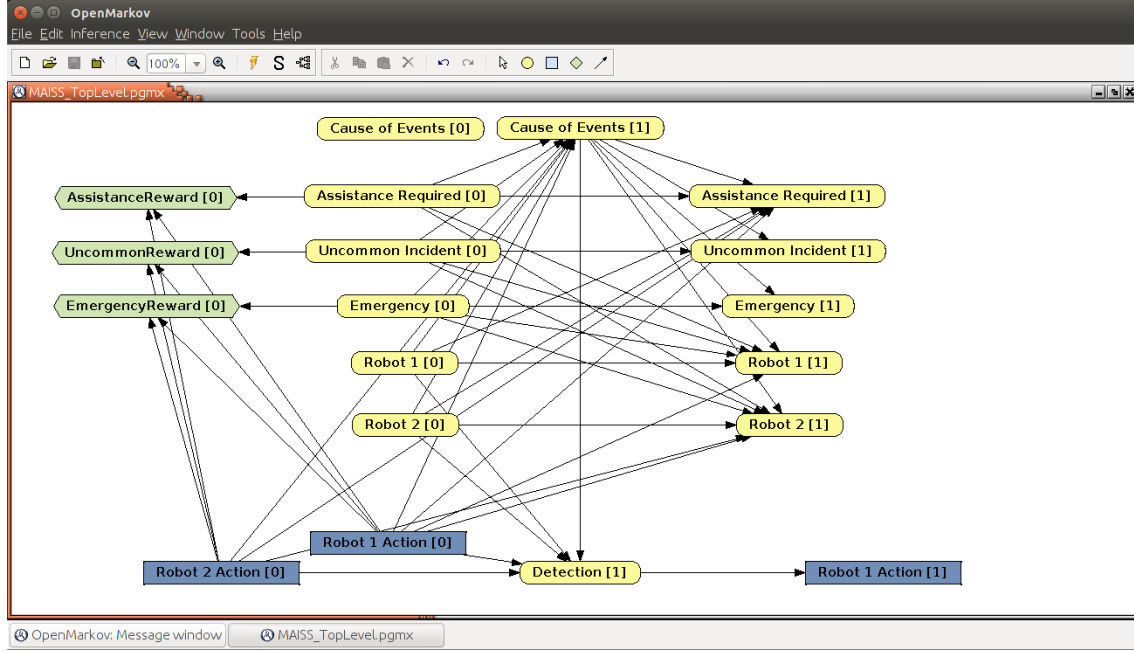 OpenMarkov
File Edit Inference View Window Tools Help
100% S
MAISS_TopLevel.pgmx
Cause of Events [0] Cause of Events [1]
AssistanceReward [0] Assistance Required [0] Assistance Required [1]
UncommonReward [0] Uncommon Incident [0] Uncommon Incident [1]
EmergencyReward [0] Emergency [0] Emergency [1]
Robot 1 [0] Robot 1 [1]
Robot 2 [0] Robot 2 [1]
Robot 1 Action [0]
Robot 2 Action [0] Detection [1] Robot 1 Action [1]
OpenMarkov: Message window MAISS_TopLevel.pgmx